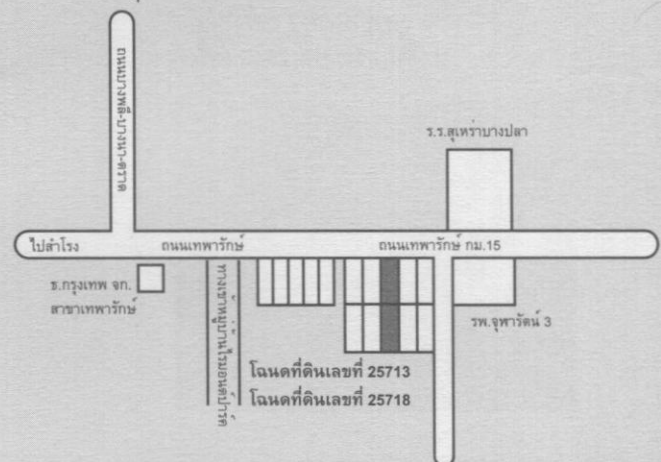 ถนนบางพลี-บางนา-ตราด
ร.ร.สุเหร่าบางปลา
ไปสำโรง
ถนนเทพารักษ์
ถนนเทพารักษ์ กม.15
ธ.กรุงเทพ จก.
สาขาเทพารักษ์
รพ.จุฬารัตน์ 3
โฉนดที่ดินเลขที่ 25713
โฉนดที่ดินเลขที่ 25718